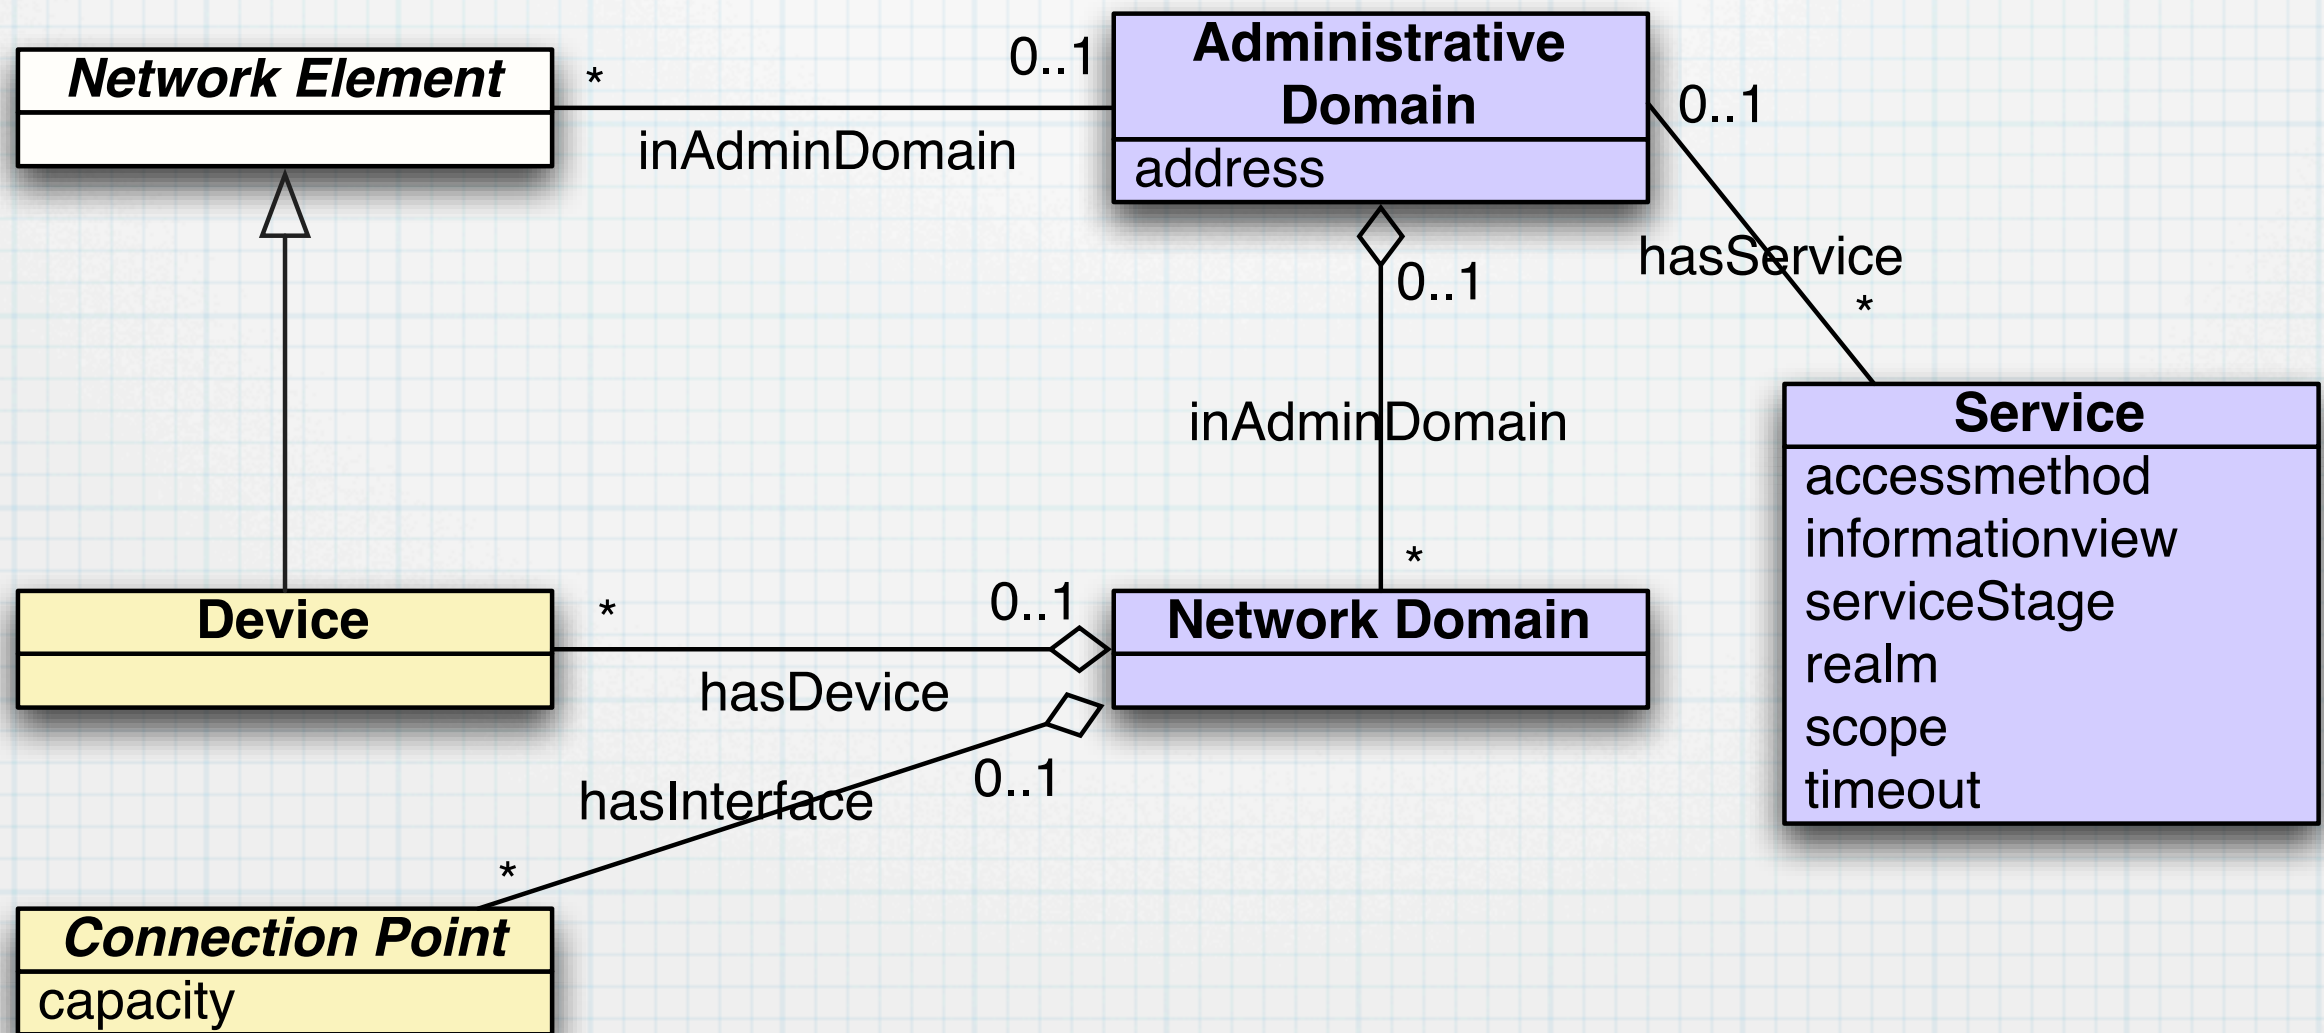 Network Element
*
0..1
inAdminDomain
Administrative
Domain
address
0..1
hasService
*
0..1
inAdminDomain
*
Service
accessmethod
informationview
serviceStage
realm
scope
timeout
Device
*
0..1
hasDevice
Network Domain
hasInterface
0..1
*
Connection Point
capacity